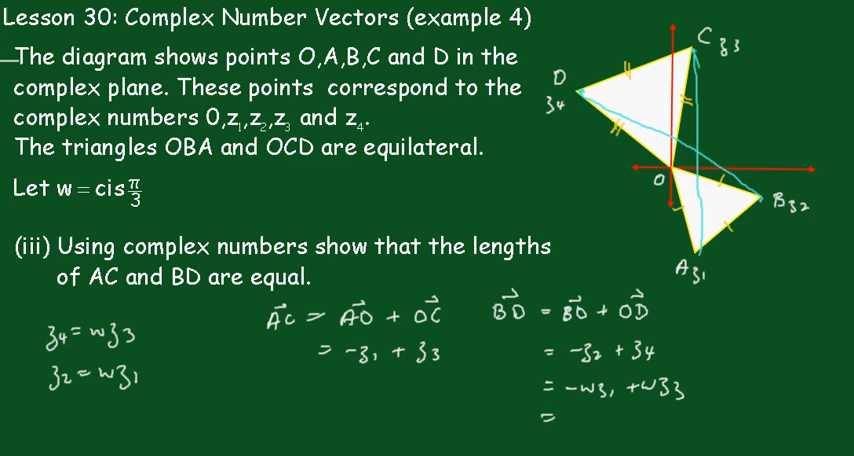 Lesson 30: Complex Number Vectors (example 4)
The diagram shows points O,A,B,C and D in the
complex plane. These points correspond to the
complex numbers 0,z₁,z₂,z₃ and z₄.
The triangles OBA and OCD are equilateral.
Let w = cis π/3
(iii) Using complex numbers show that the lengths
of AC and BD are equal.
C z₃
D
z₄
O
B z₂
A z₁
z₄ = wz₃
z₂ = wz₁
AC⃗ = AO⃗ + OC⃗
= -z₁ + z₃
BD⃗ = BO⃗ + OD⃗
= -z₂ + z₄
= -wz₁ + wz₃
=